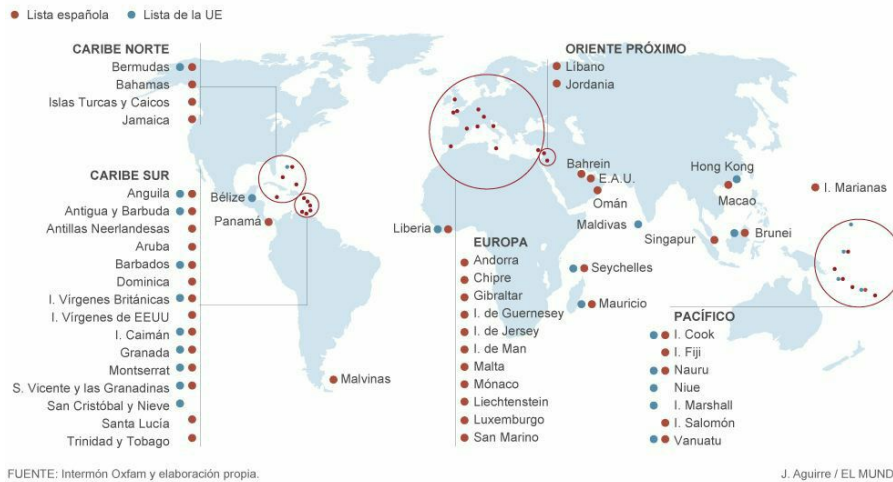 Lista española Lista de la UE
CARIBE NORTE
Bermudas
Bahamas
Islas Turcas y Caicos
Jamaica
CARIBE SUR
Anguila
Antigua y Barbuda
Antillas Neerlandesas
Aruba
Barbados
Dominica
I. Vírgenes Británicas
I. Vírgenes de EEUU
I. Caimán
Granada
Montserrat
S. Vicente y las Granadinas
San Cristóbal y Nieve
Santa Lucía
Trinidad y Tobago
Bélize
Panamá
Malvinas
Liberia
EUROPA
Andorra
Chipre
Gibraltar
I. de Guernesey
I. de Jersey
I. de Man
Malta
Mónaco
Liechtenstein
Luxemburgo
San Marino
ORIENTE PRÓXIMO
Líbano
Jordania
Bahrein
E.A.U.
Omán
Maldivas
Seychelles
Mauricio
Hong Kong
Macao
Singapur
Brunei
I. Marianas
PACÍFICO
I. Cook
I. Fiji
Nauru
Niue
I. Marshall
I. Salomón
Vanuatu
FUENTE: Intermón Oxfam y elaboración propia.
J. Aguirre / EL MUND